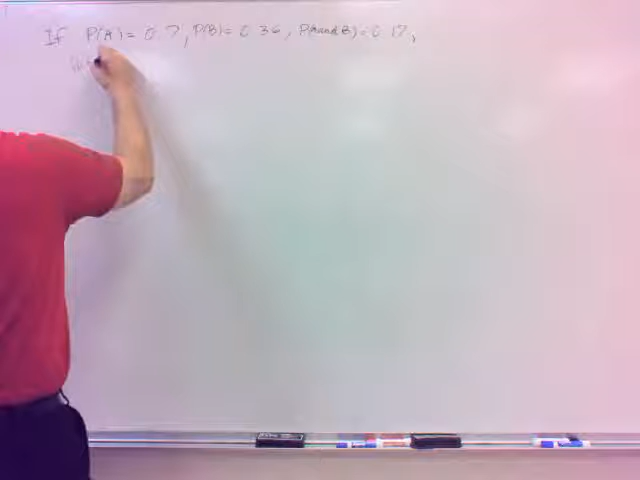 If P(A) = 0.7, P(B) = 0.36, P(A and B) = 0.17,